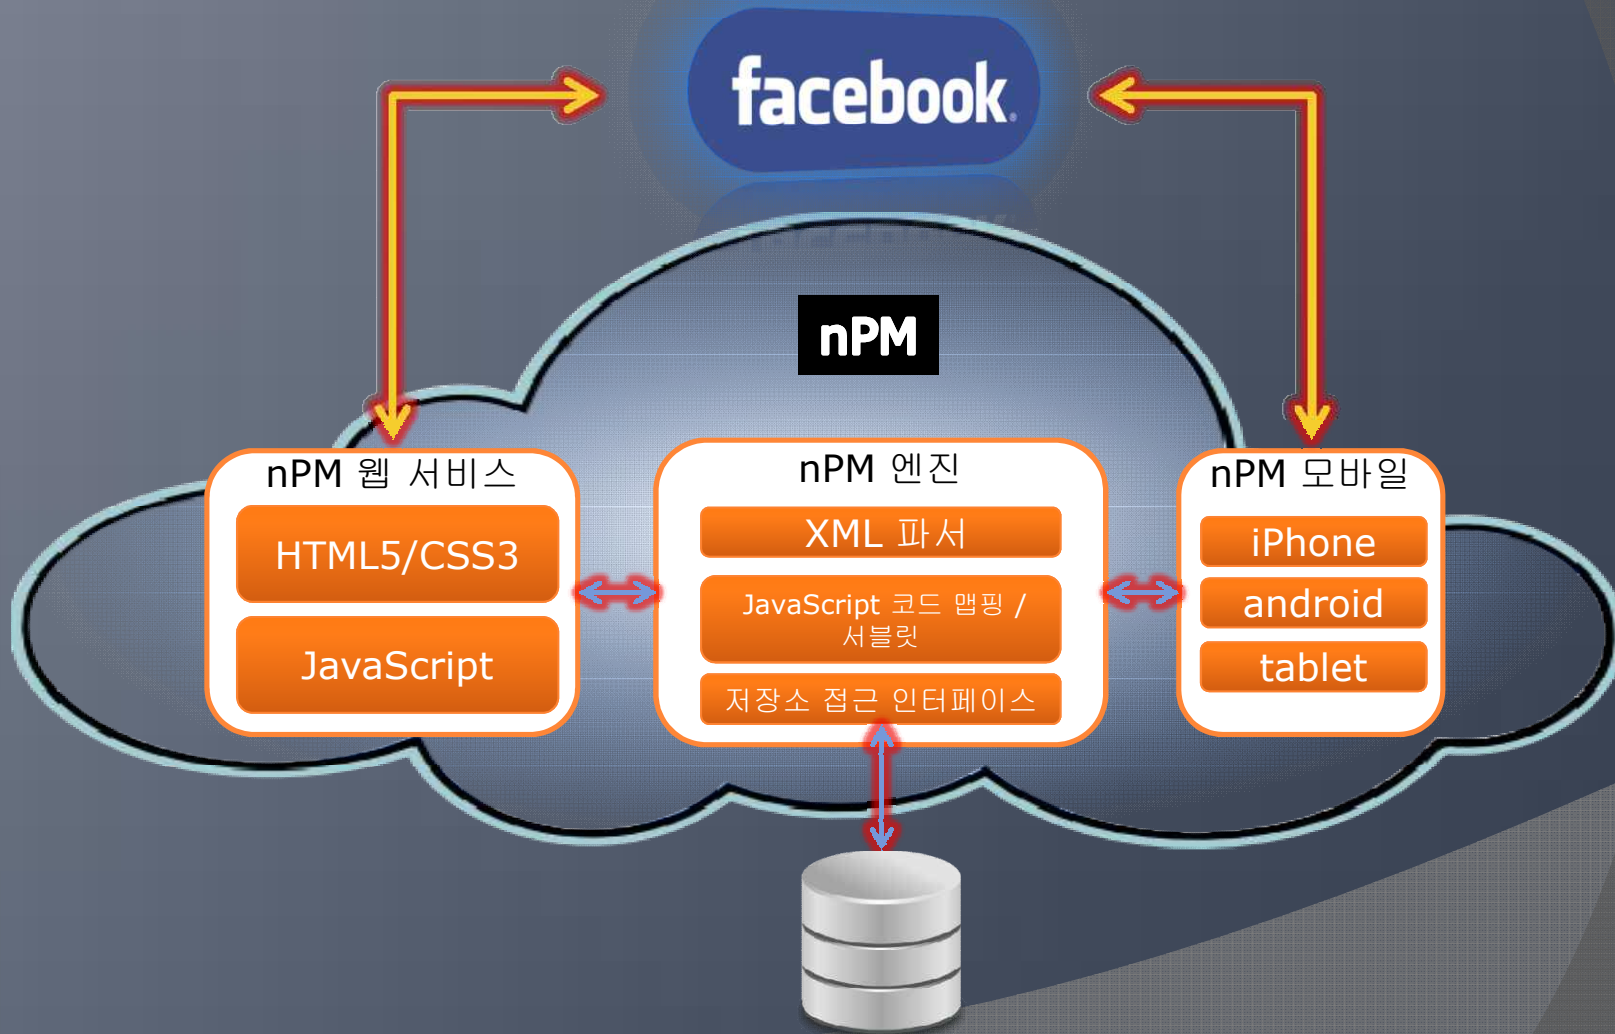 facebook.
nPM
nPM 웹 서비스
HTML5/CSS3
JavaScript
nPM 엔진
XML 파서
JavaScript 코드 맵핑 /
서블릿
저장소 접근 인터페이스
nPM 모바일
iPhone
android
tablet